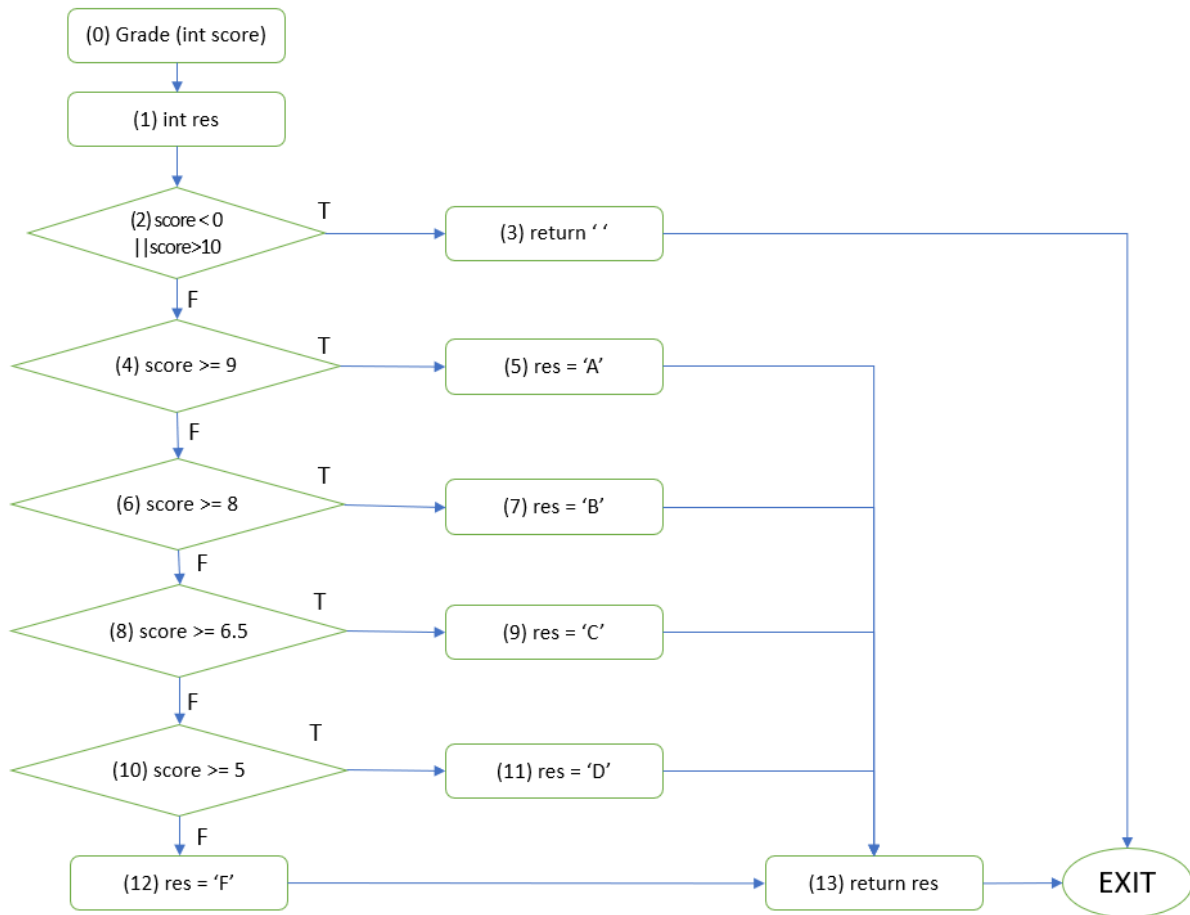 (0) Grade (int score)
(1) int res
(2) score < 0
||score>10
T
(3) return ‘ ‘
F
(4) score >= 9
T
(5) res = ‘A’
F
(6) score >= 8
T
(7) res = ‘B’
F
(8) score >= 6.5
T
(9) res = ‘C’
F
(10) score >= 5
T
(11) res = ‘D’
F
(12) res = ‘F’
(13) return res
EXIT